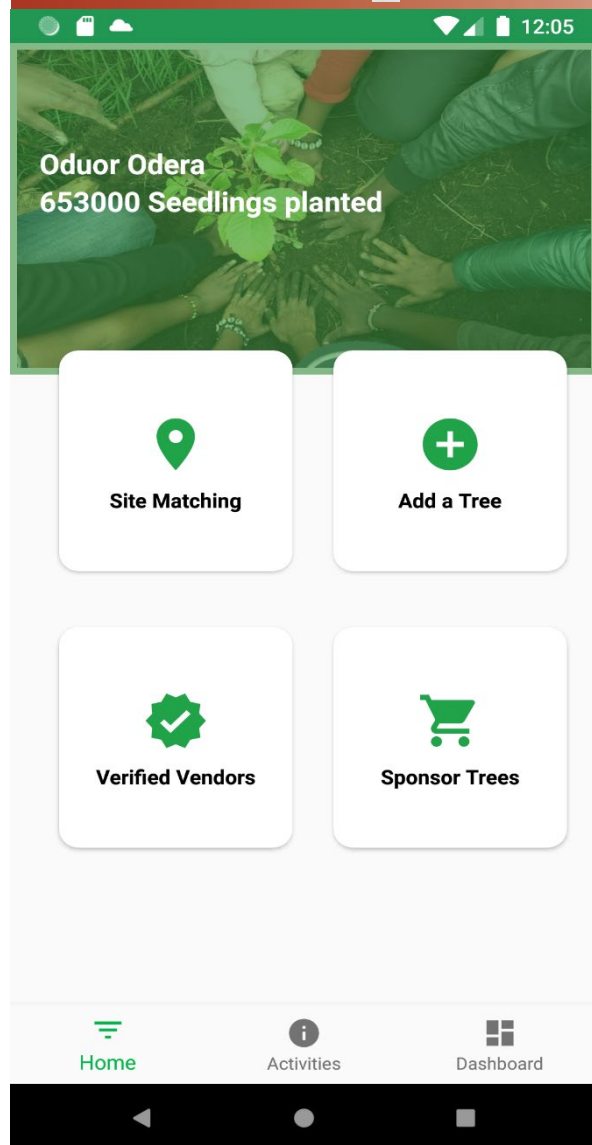 12:05
Oduor Odera
653000 Seedlings planted
Site Matching
Add a Tree
Verified Vendors
Sponsor Trees
Home
Activities
Dashboard